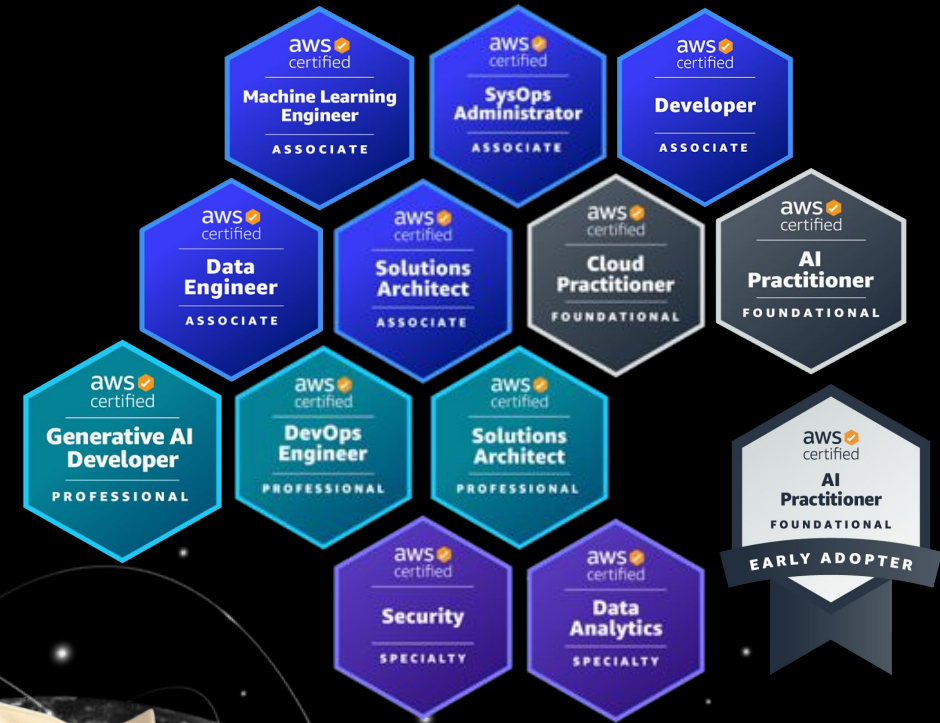 aws
certified
Machine Learning
Engineer
ASSOCIATE
aws
certified
SysOps
Administrator
ASSOCIATE
aws
certified
Developer
ASSOCIATE
aws
certified
Data
Engineer
ASSOCIATE
aws
certified
Solutions
Architect
ASSOCIATE
aws
certified
Cloud
Practitioner
FOUNDATIONAL
aws
certified
AI
Practitioner
FOUNDATIONAL
aws
certified
Generative AI
Developer
PROFESSIONAL
aws
certified
DevOps
Engineer
PROFESSIONAL
aws
certified
Solutions
Architect
PROFESSIONAL
aws
certified
AI
Practitioner
FOUNDATIONAL
EARLY ADOPTER
aws
certified
Security
SPECIALTY
aws
certified
Data
Analytics
SPECIALTY